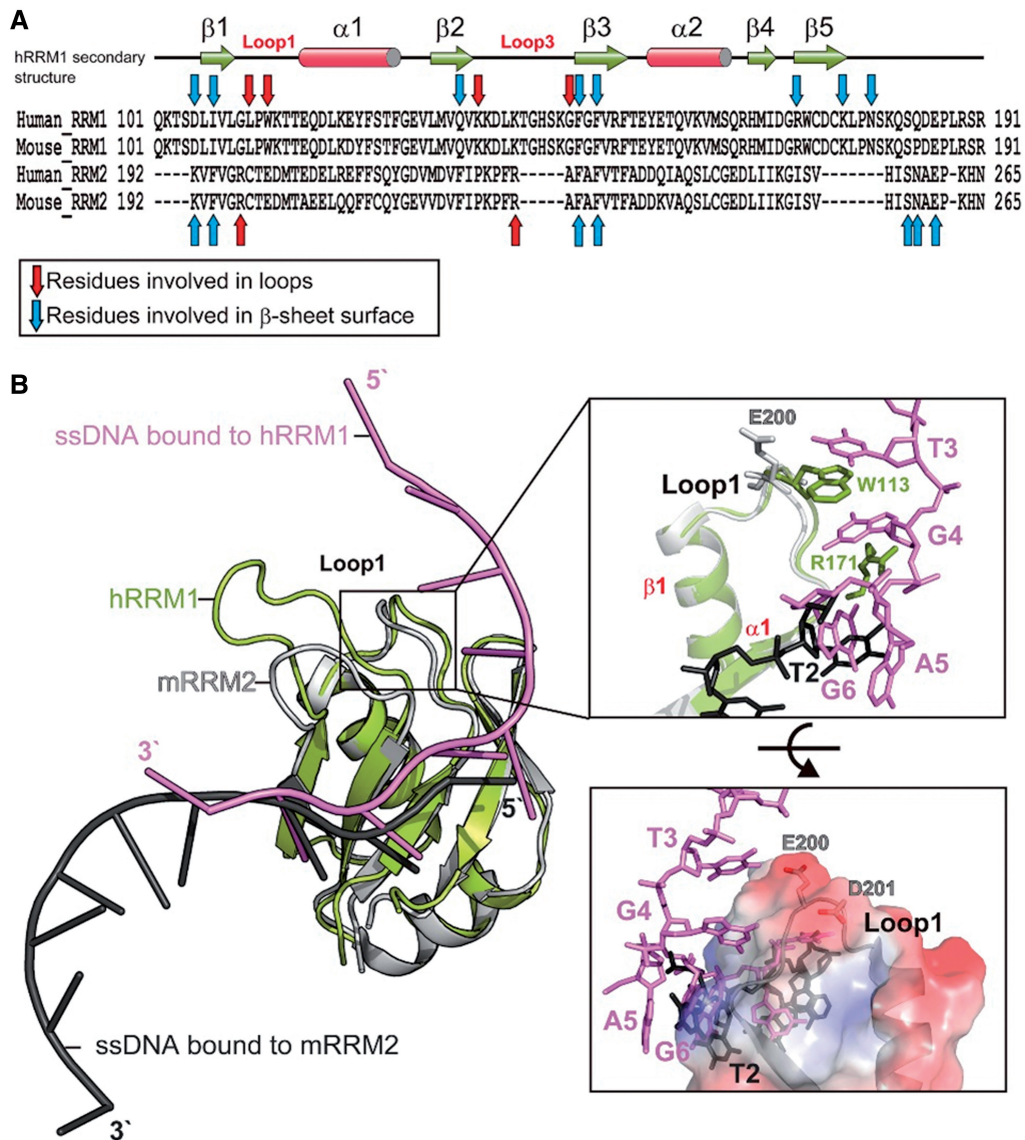 A
β1 Loop1 α1 β2 Loop3 β3 α2 β4 β5
hRRM1 secondary
structure
Human_RRM1 101 QKTSDLIVLGLPWKTTEQDLKEYFSTFGEVLMVQVKKDLKTGHSKGFGFVRFTEYETQVKVMSQRHMIDGRWCDCKLPNSKQSQDEPLRSR 191
Mouse_RRM1 101 QKTSDLIVLGLPWKTTEQDLKDYFSTFGEVLMVQVKKDLKTGHSKGFGFVRFTEYETQVKVMSQRHMIDGRWCDCKLPNSKQSPDEPLRSR 191
Human_RRM2 192 ----KVFVGRCTEDMTEDELREFFSQYGDVMDVFIPKPFR-----AFAFVTFADDQIAQSLCGEDLIIKGISV-------HISNAEP-KHN 265
Mouse_RRM2 192 ----KVFVGRCTEDMTAEELQQFFCQYGEVVDVFIPKPFR-----AFAFVTFADDKVAQSLCGEDLIIKGISV-------HISNAEP-KHN 265
Residues involved in loops
Residues involved in β-sheet surface
B
5`
ssDNA bound to hRRM1
Loop1
hRRM1
mRRM2
3`
5`
ssDNA bound to mRRM2
3`
E200
T3
Loop1
W113
G4
R171
β1
α1
T2
G6
A5
T3
E200
D201
G4
Loop1
A5
G6
T2